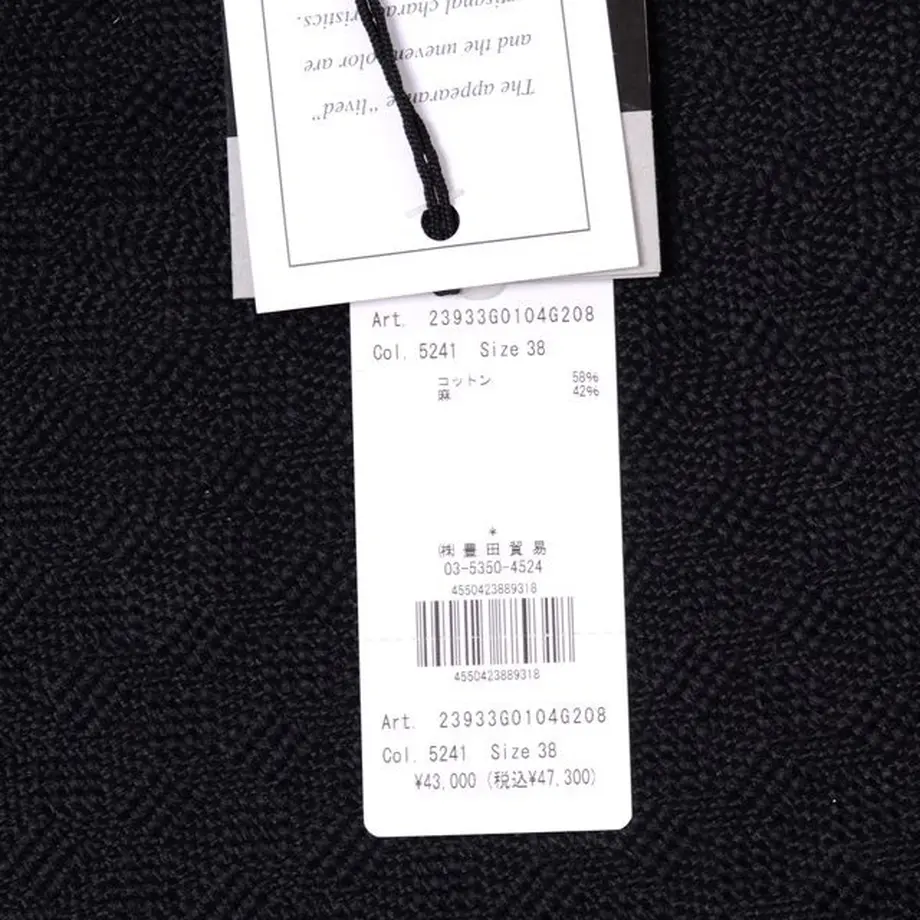 The appearance "lived"
and the uneven color are
characteristics.
Art. 23933G0104G208
Col. 5241 Size 38
コットン 58%
麻 42%
*
㈱豊田貿易
03-5350-4524
4550423889318
4550423889318
Art. 23933G0104G208
Col. 5241 Size 38
¥43,000 (税込¥47,300)